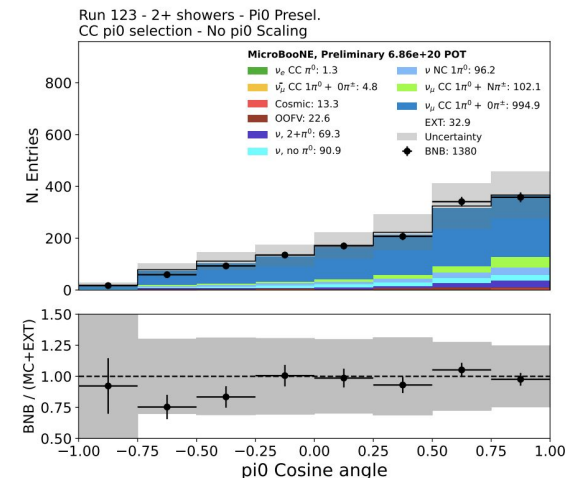 Run 123 - 2+ showers - Pi0 Presel.
CC pi0 selection - No pi0 Scaling
MicroBooNE, Preliminary 6.86e+20 POT
νe CC π⁰: 1.3
ν̄μ CC 1π⁰ + 0π±: 4.8
Cosmic: 13.3
OOFV: 22.6
ν, 2+π⁰: 69.3
ν, no π⁰: 90.9
ν NC 1π⁰: 96.2
νμ CC 1π⁰ + Nπ±: 102.1
νμ CC 1π⁰ + 0π±: 994.9
EXT: 32.9
Uncertainty
BNB: 1380
N. Entries
800
600
400
200
0
BNB / (MC+EXT)
1.50
1.25
1.00
0.75
0.50
−1.00 −0.75 −0.50 −0.25 0.00 0.25 0.50 0.75 1.00
pi0 Cosine angle